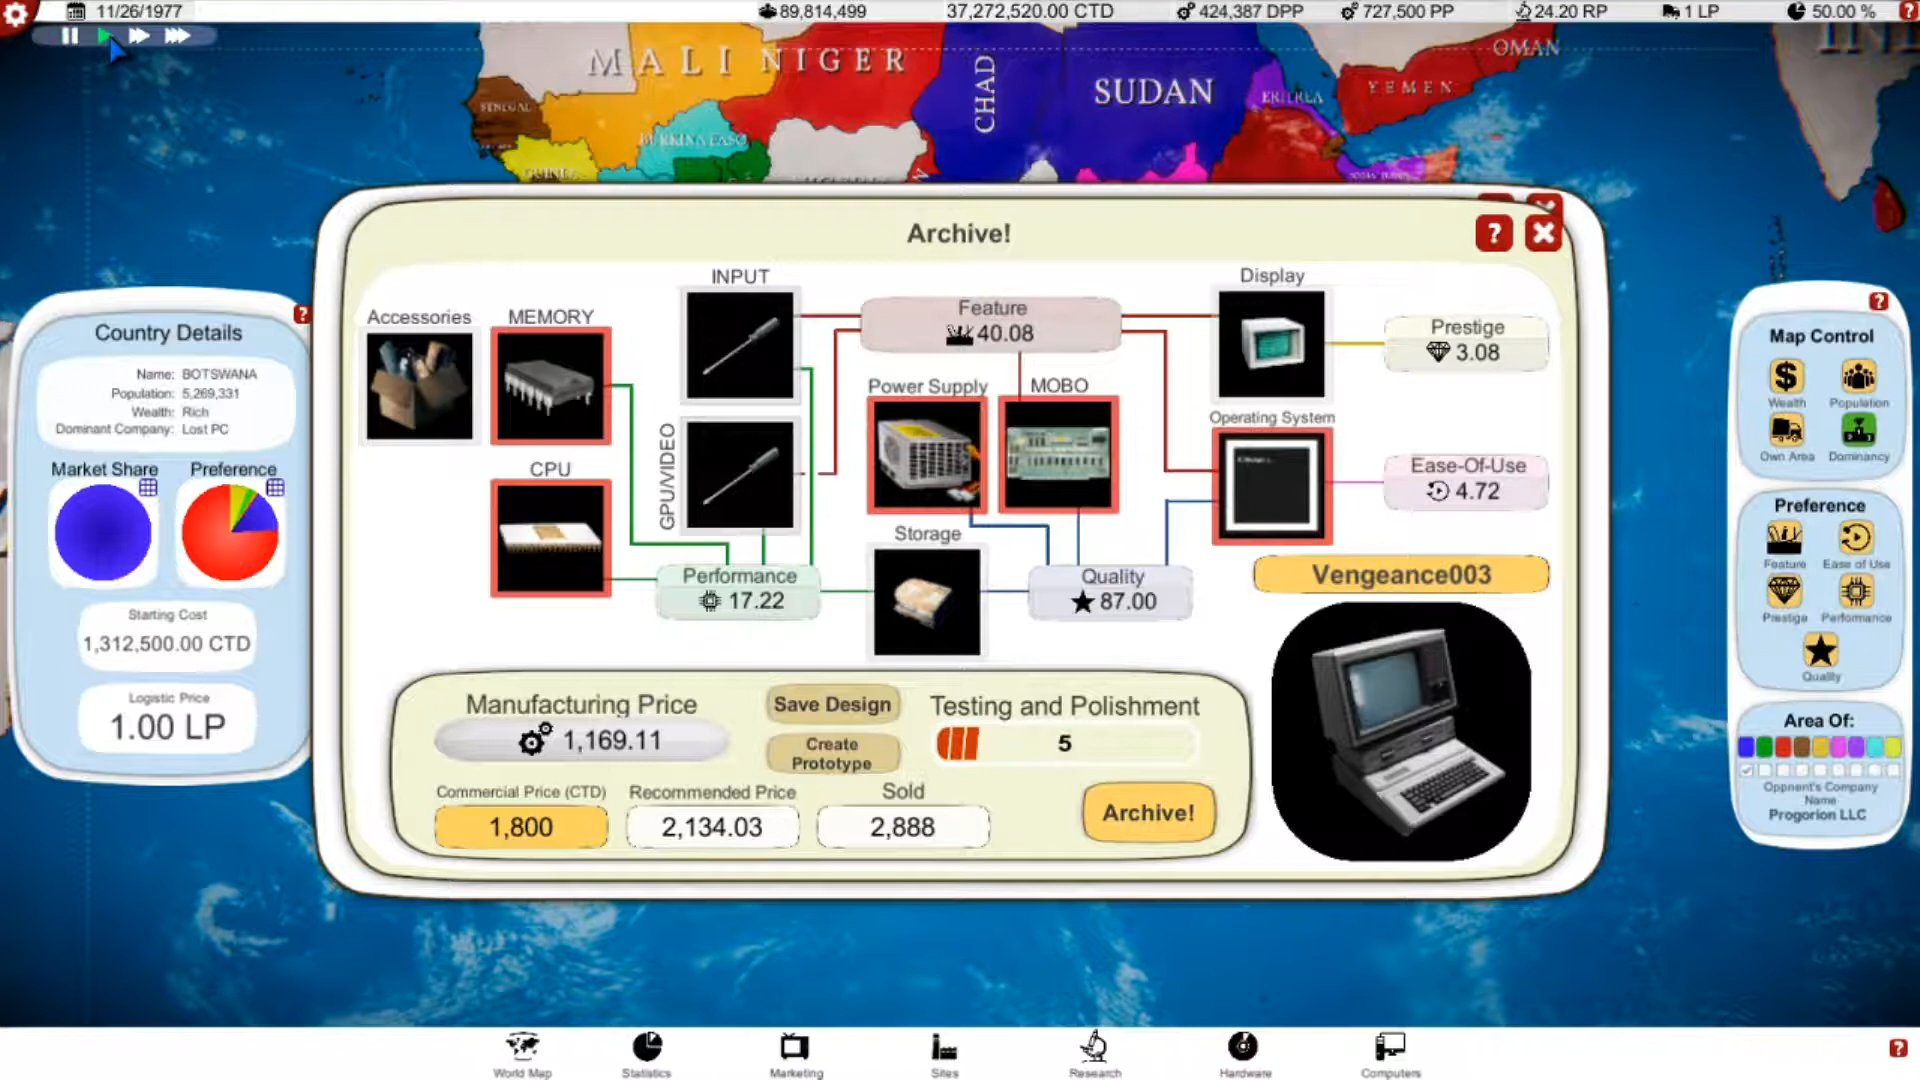 11/26/1977
89,814,499
37,272,520.00 CTD
424,387 DPP
727,500 PP
24.20 RP
1 LP
50.00 %
?
MALI
NIGER
CHAD
SUDAN
ERITREA
YEMEN
OMAN
SENEGAL
BURKINA FASO
GUINEA
Archive!
?
Country Details
?
Name: BOTSWANA
Population: 5,269,331
Wealth: Rich
Dominant Company: Lost PC
Market Share
Preference
Starting Cost
1,312,500.00 CTD
Logistic Price
1.00 LP
Accessories
MEMORY
CPU
INPUT
GPU/VIDEO
Feature
40.08
Power Supply
MOBO
Storage
Performance
17.22
Quality
87.00
Display
Operating System
Prestige
3.08
Ease-Of-Use
4.72
Vengeance003
Manufacturing Price
1,169.11
Save Design
Create
Prototype
Testing and Polishment
5
Commercial Price (CTD)
1,800
Recommended Price
2,134.03
Sold
2,888
Archive!
?
Map Control
Wealth
Population
Own Area
Dominancy
Preference
Feature
Ease of Use
Prestige
Performance
Quality
Area Of:
Oppnent's Company
Name
Progorion LLC
World Map
Statistics
Marketing
Sites
Research
Hardware
Computers
?